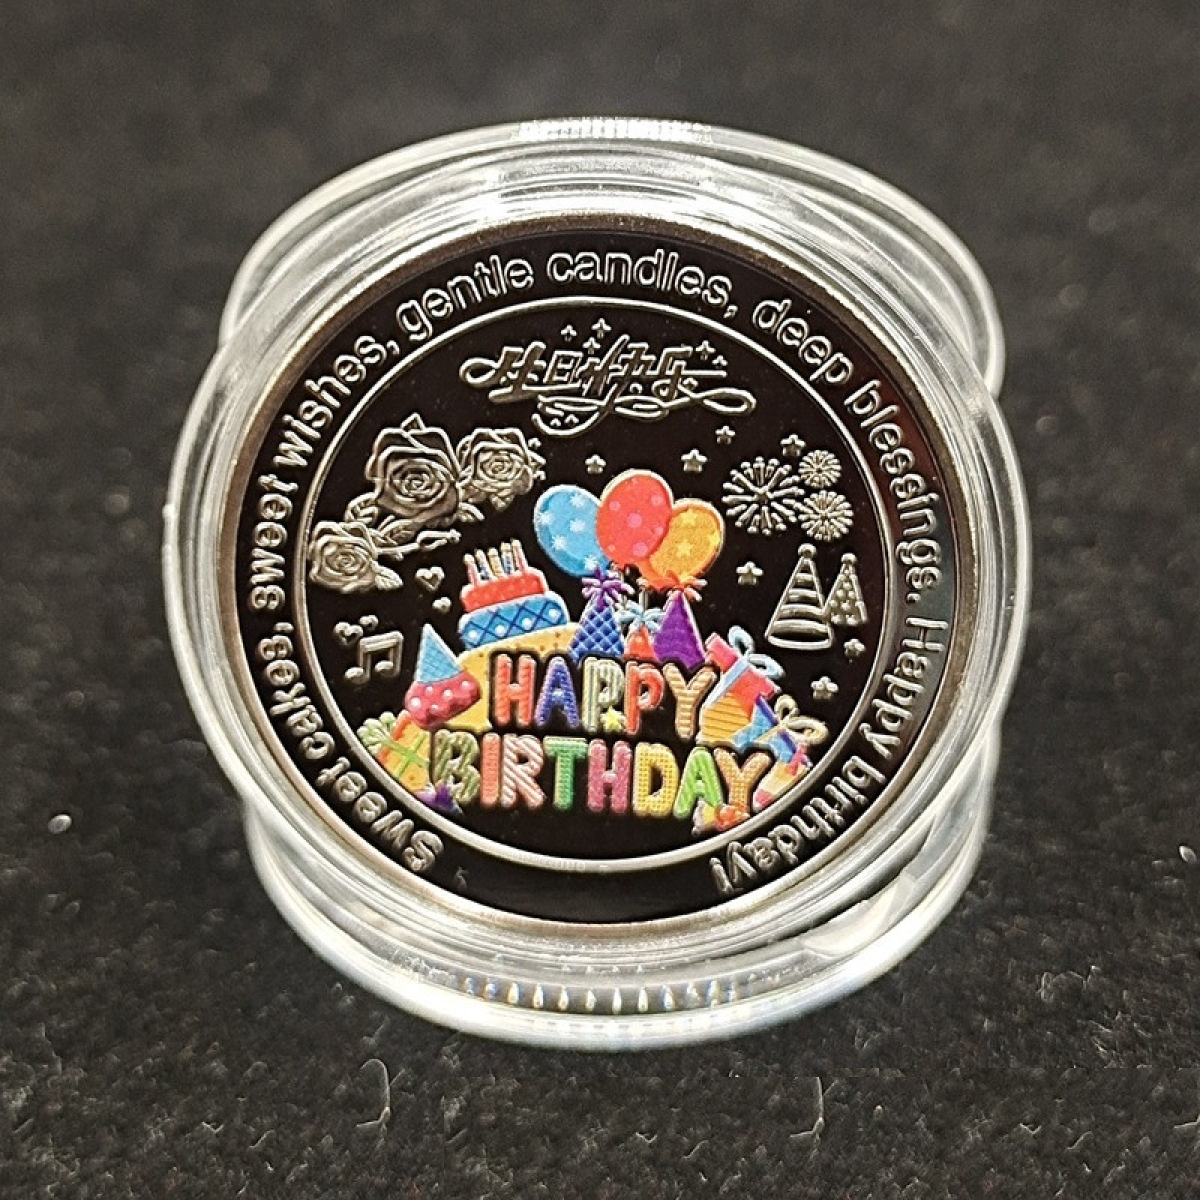 Sweet cakes, sweet wishes, gentle candles, deep blessings. Happy birthday!
生日快乐
HAPPY
BIRTHDAY